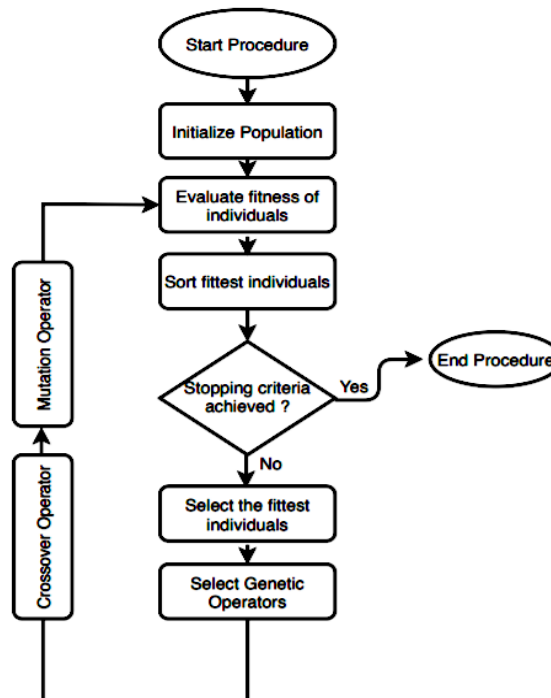 Start Procedure
Initialize Population
Evaluate fitness of
individuals
Sort fittest individuals
Stopping criteria
achieved ?
Yes
End Procedure
No
Select the fittest
individuals
Select Genetic
Operators
Crossover Operator
Mutation Operator